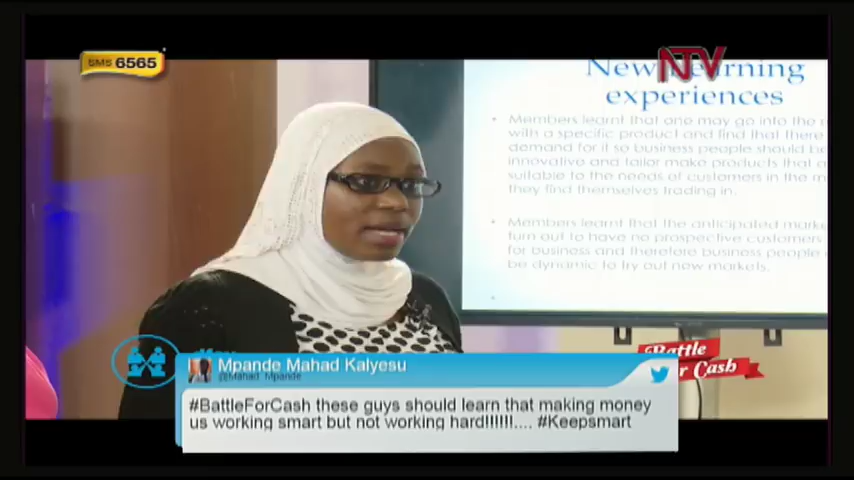 SMS 6565
NTV
New Learning
experiences
• Members learnt that one may go into the
with a specific product and find that there
demand for it so business people should be
innovative and tailor make products that
suitable to the needs of customers in the
they find themselves trading in.
• Members learnt that the anticipated
turn out to have no prospective customers
for business and therefore business people
be dynamic to try out new markets.
Battle
For Cash
Mpande Mahad Kalyesu
@Mahad_Mpande
#BattleForCash these guys should learn that making money
us working smart but not working hard!!!!!!.... #Keepsmart